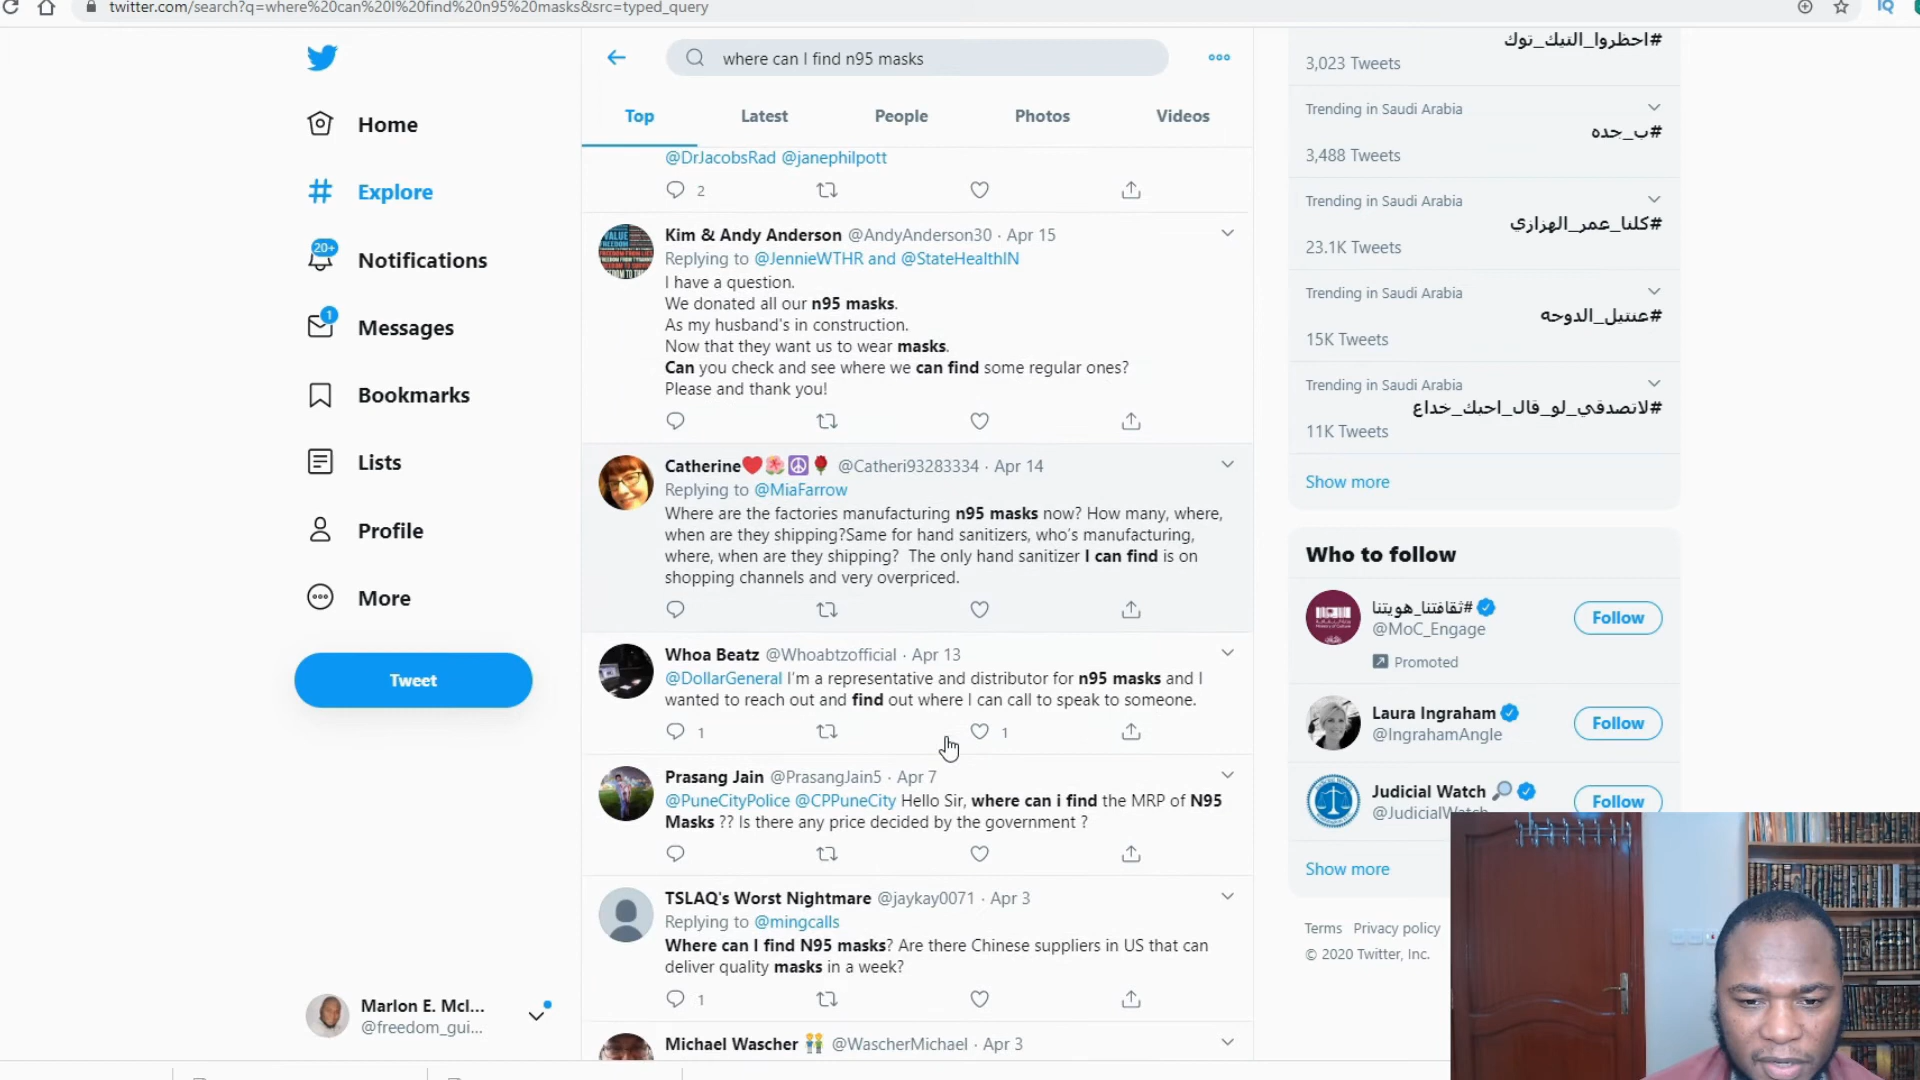 twitter.com/search?q=where%20can%20I%20find%20n95%20masks&src=typed_query
IQ
where can I find n95 masks
Top
Latest
People
Photos
Videos
Home
Explore
20+
Notifications
1
Messages
Bookmarks
Lists
Profile
More
Tweet
Marlon E. McI...
@freedom_gui...
@DrJacobsRad @janephilpott
2
Kim & Andy Anderson @AndyAnderson30 · Apr 15
Replying to @JennieWTHR and @StateHealthIN
I have a question.
We donated all our n95 masks.
As my husband's in construction.
Now that they want us to wear masks.
Can you check and see where we can find some regular ones?
Please and thank you!
Catherine❤️🌺☮️🌹 @Catheri93283334 · Apr 14
Replying to @MiaFarrow
Where are the factories manufacturing n95 masks now? How many, where,
when are they shipping?Same for hand sanitizers, who's manufacturing,
where, when are they shipping?  The only hand sanitizer I can find is on
shopping channels and very overpriced.
Whoa Beatz @Whoabtzofficial · Apr 13
@DollarGeneral I'm a representative and distributor for n95 masks and I
wanted to reach out and find out where I can call to speak to someone.
1
1
Prasang Jain @PrasangJain5 · Apr 7
@PuneCityPolice @CPPuneCity Hello Sir, where can i find the MRP of N95
Masks ?? Is there any price decided by the government ?
TSLAQ's Worst Nightmare @jaykay0071 · Apr 3
Replying to @mingcalls
Where can I find N95 masks? Are there Chinese suppliers in US that can
deliver quality masks in a week?
1
Michael Wascher 👬 @WascherMichael · Apr 3
#احظروا_التيك_توك
3,023 Tweets
Trending in Saudi Arabia
#ب_جده
3,488 Tweets
Trending in Saudi Arabia
#كلنا_عمر_الهزازي
23.1K Tweets
Trending in Saudi Arabia
#عنتيل_الدوحه
15K Tweets
Trending in Saudi Arabia
#لاتصدقي_لو_قال_احبك_خداع
11K Tweets
Show more
Who to follow
#ثقافتنا_هويتنا
@MoC_Engage
Promoted
Follow
Laura Ingraham
@IngrahamAngle
Follow
Judicial Watch 🔎
@JudicialWatch
Follow
Show more
Terms Privacy policy
© 2020 Twitter, Inc.